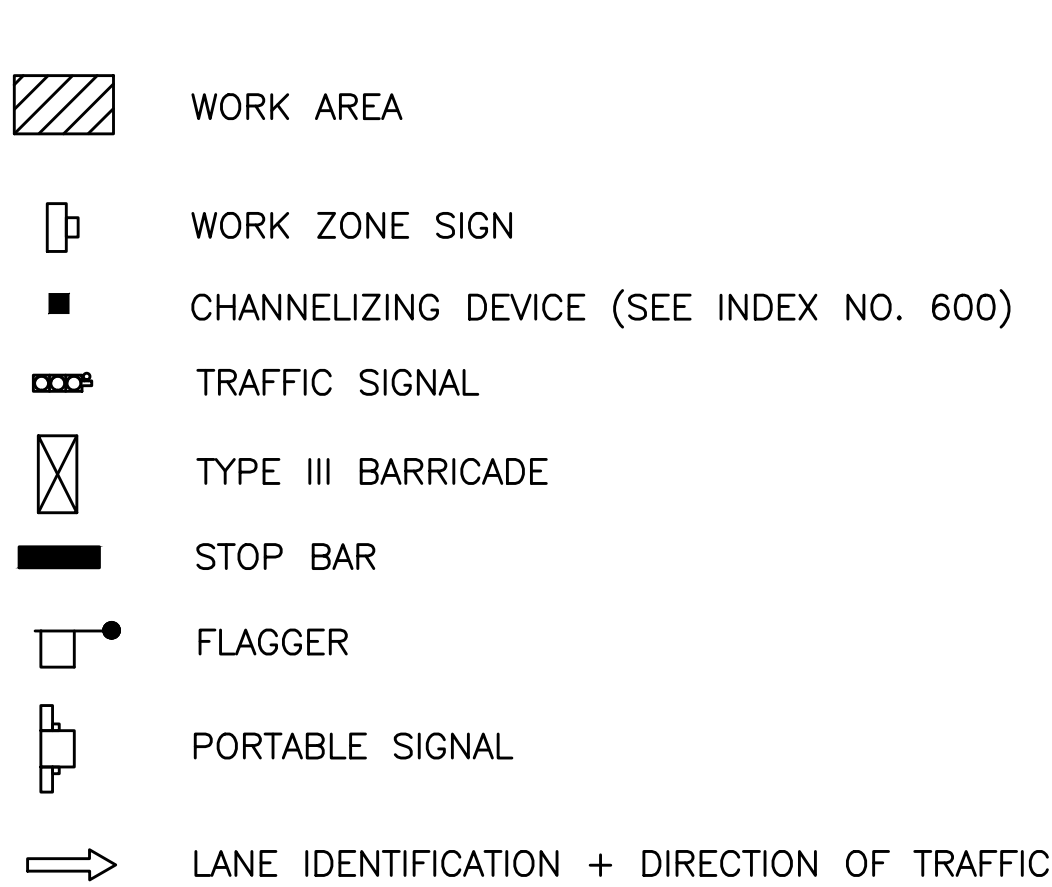 WORK AREA
WORK ZONE SIGN
CHANNELIZING DEVICE (SEE INDEX NO. 600)
TRAFFIC SIGNAL
TYPE III BARRICADE
STOP BAR
FLAGGER
PORTABLE SIGNAL
LANE IDENTIFICATION + DIRECTION OF TRAFFIC